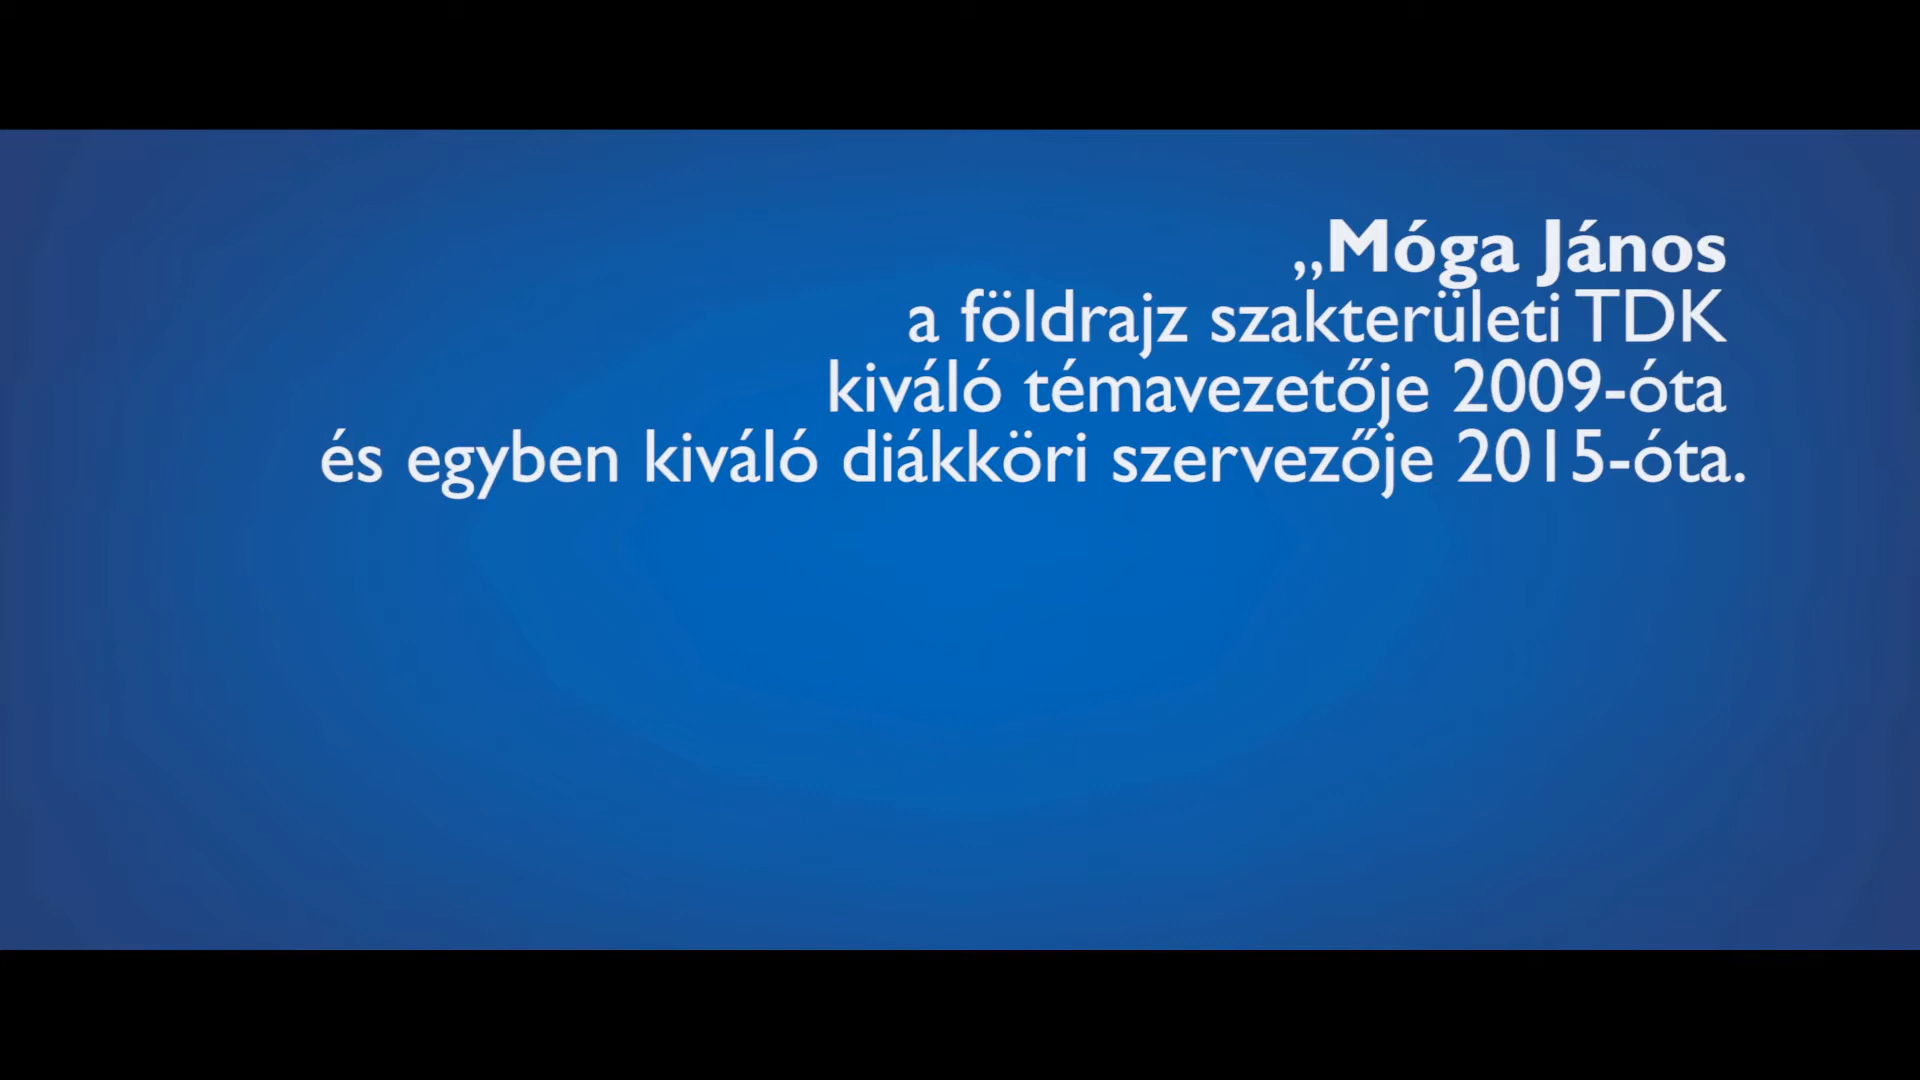 „Móga János
a földrajz szakterületi TDK
kiváló témavezetője 2009-óta
és egyben kiváló diákköri szervezője 2015-óta.